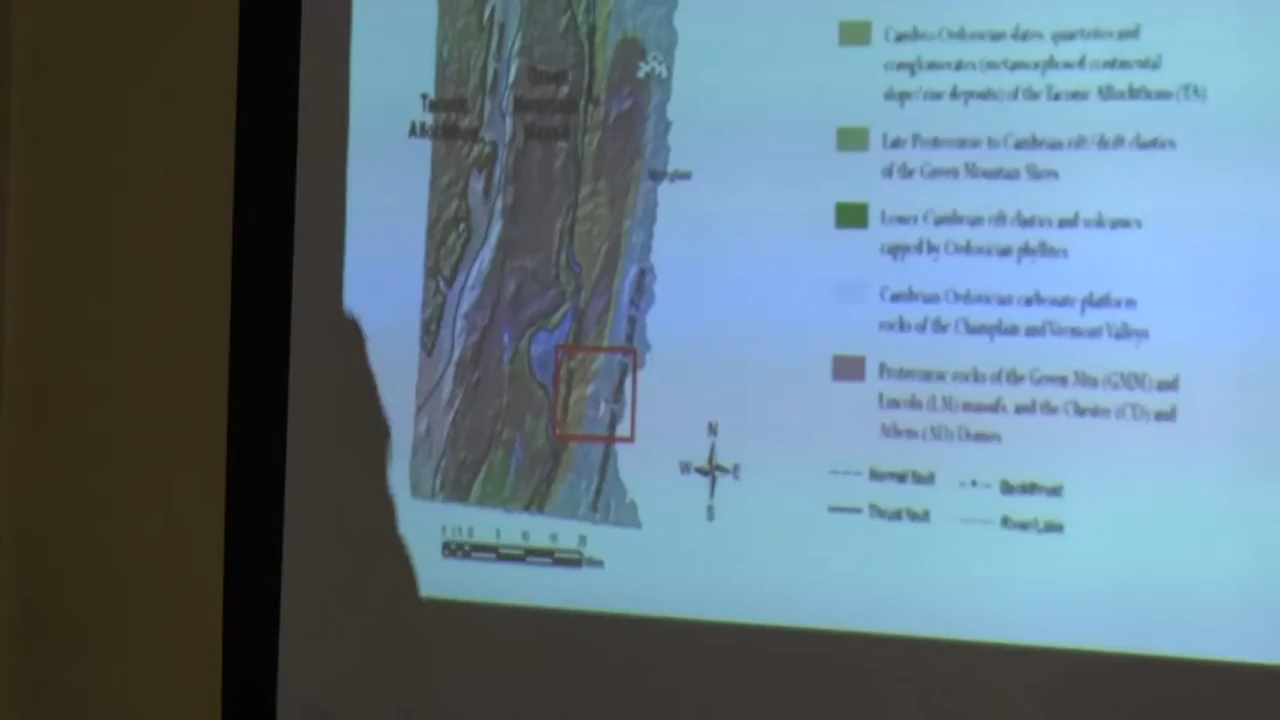 Taconic
Allochthon
Green
Mountain
Massif
Cambro-Ordovician slates, quartzites and
conglomerates (metamorphosed continental
slope/rise deposits) of the Taconic Allochthons (TA)
Late Proterozoic to Cambrian rift/drift clastics
of the Green Mountain Slices
Lower Cambrian rift clastics and volcanics
capped by Ordovician phyllites
Cambrian Ordovician carbonate platform
rocks of the Champlain and Vermont Valleys
Proterozoic rocks of the Green Mtn (GMM) and
Lincoln (LM) massifs, and the Chester (CD) and
Athens (AD) Domes
N
W E
S
Normal fault
Backthrust
Thrust fault
River/Lake